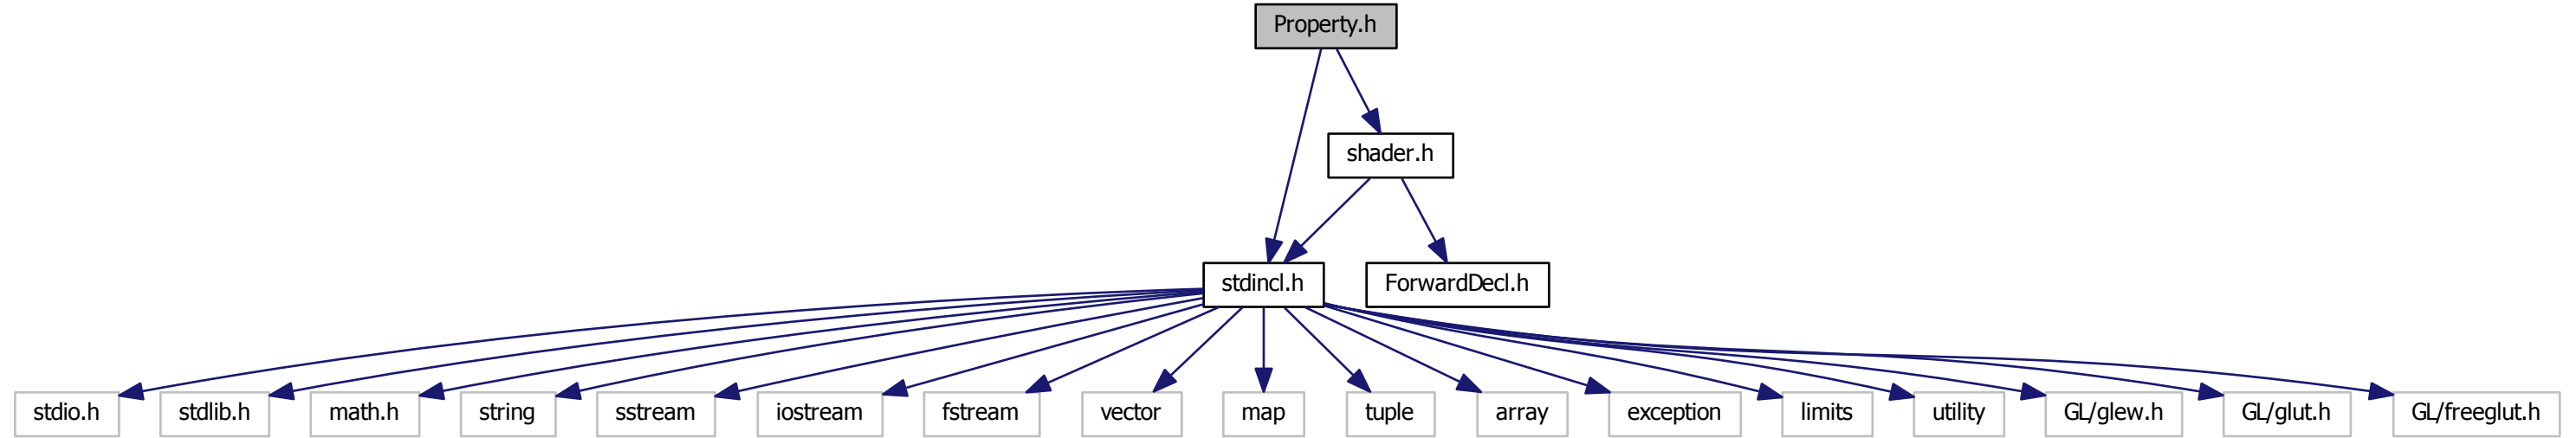 Property.h
shader.h
stdincl.h
ForwardDecl.h
stdio.h
stdlib.h
math.h
string
sstream
iostream
fstream
vector
map
tuple
array
exception
limits
utility
GL/glew.h
GL/glut.h
GL/freeglut.h